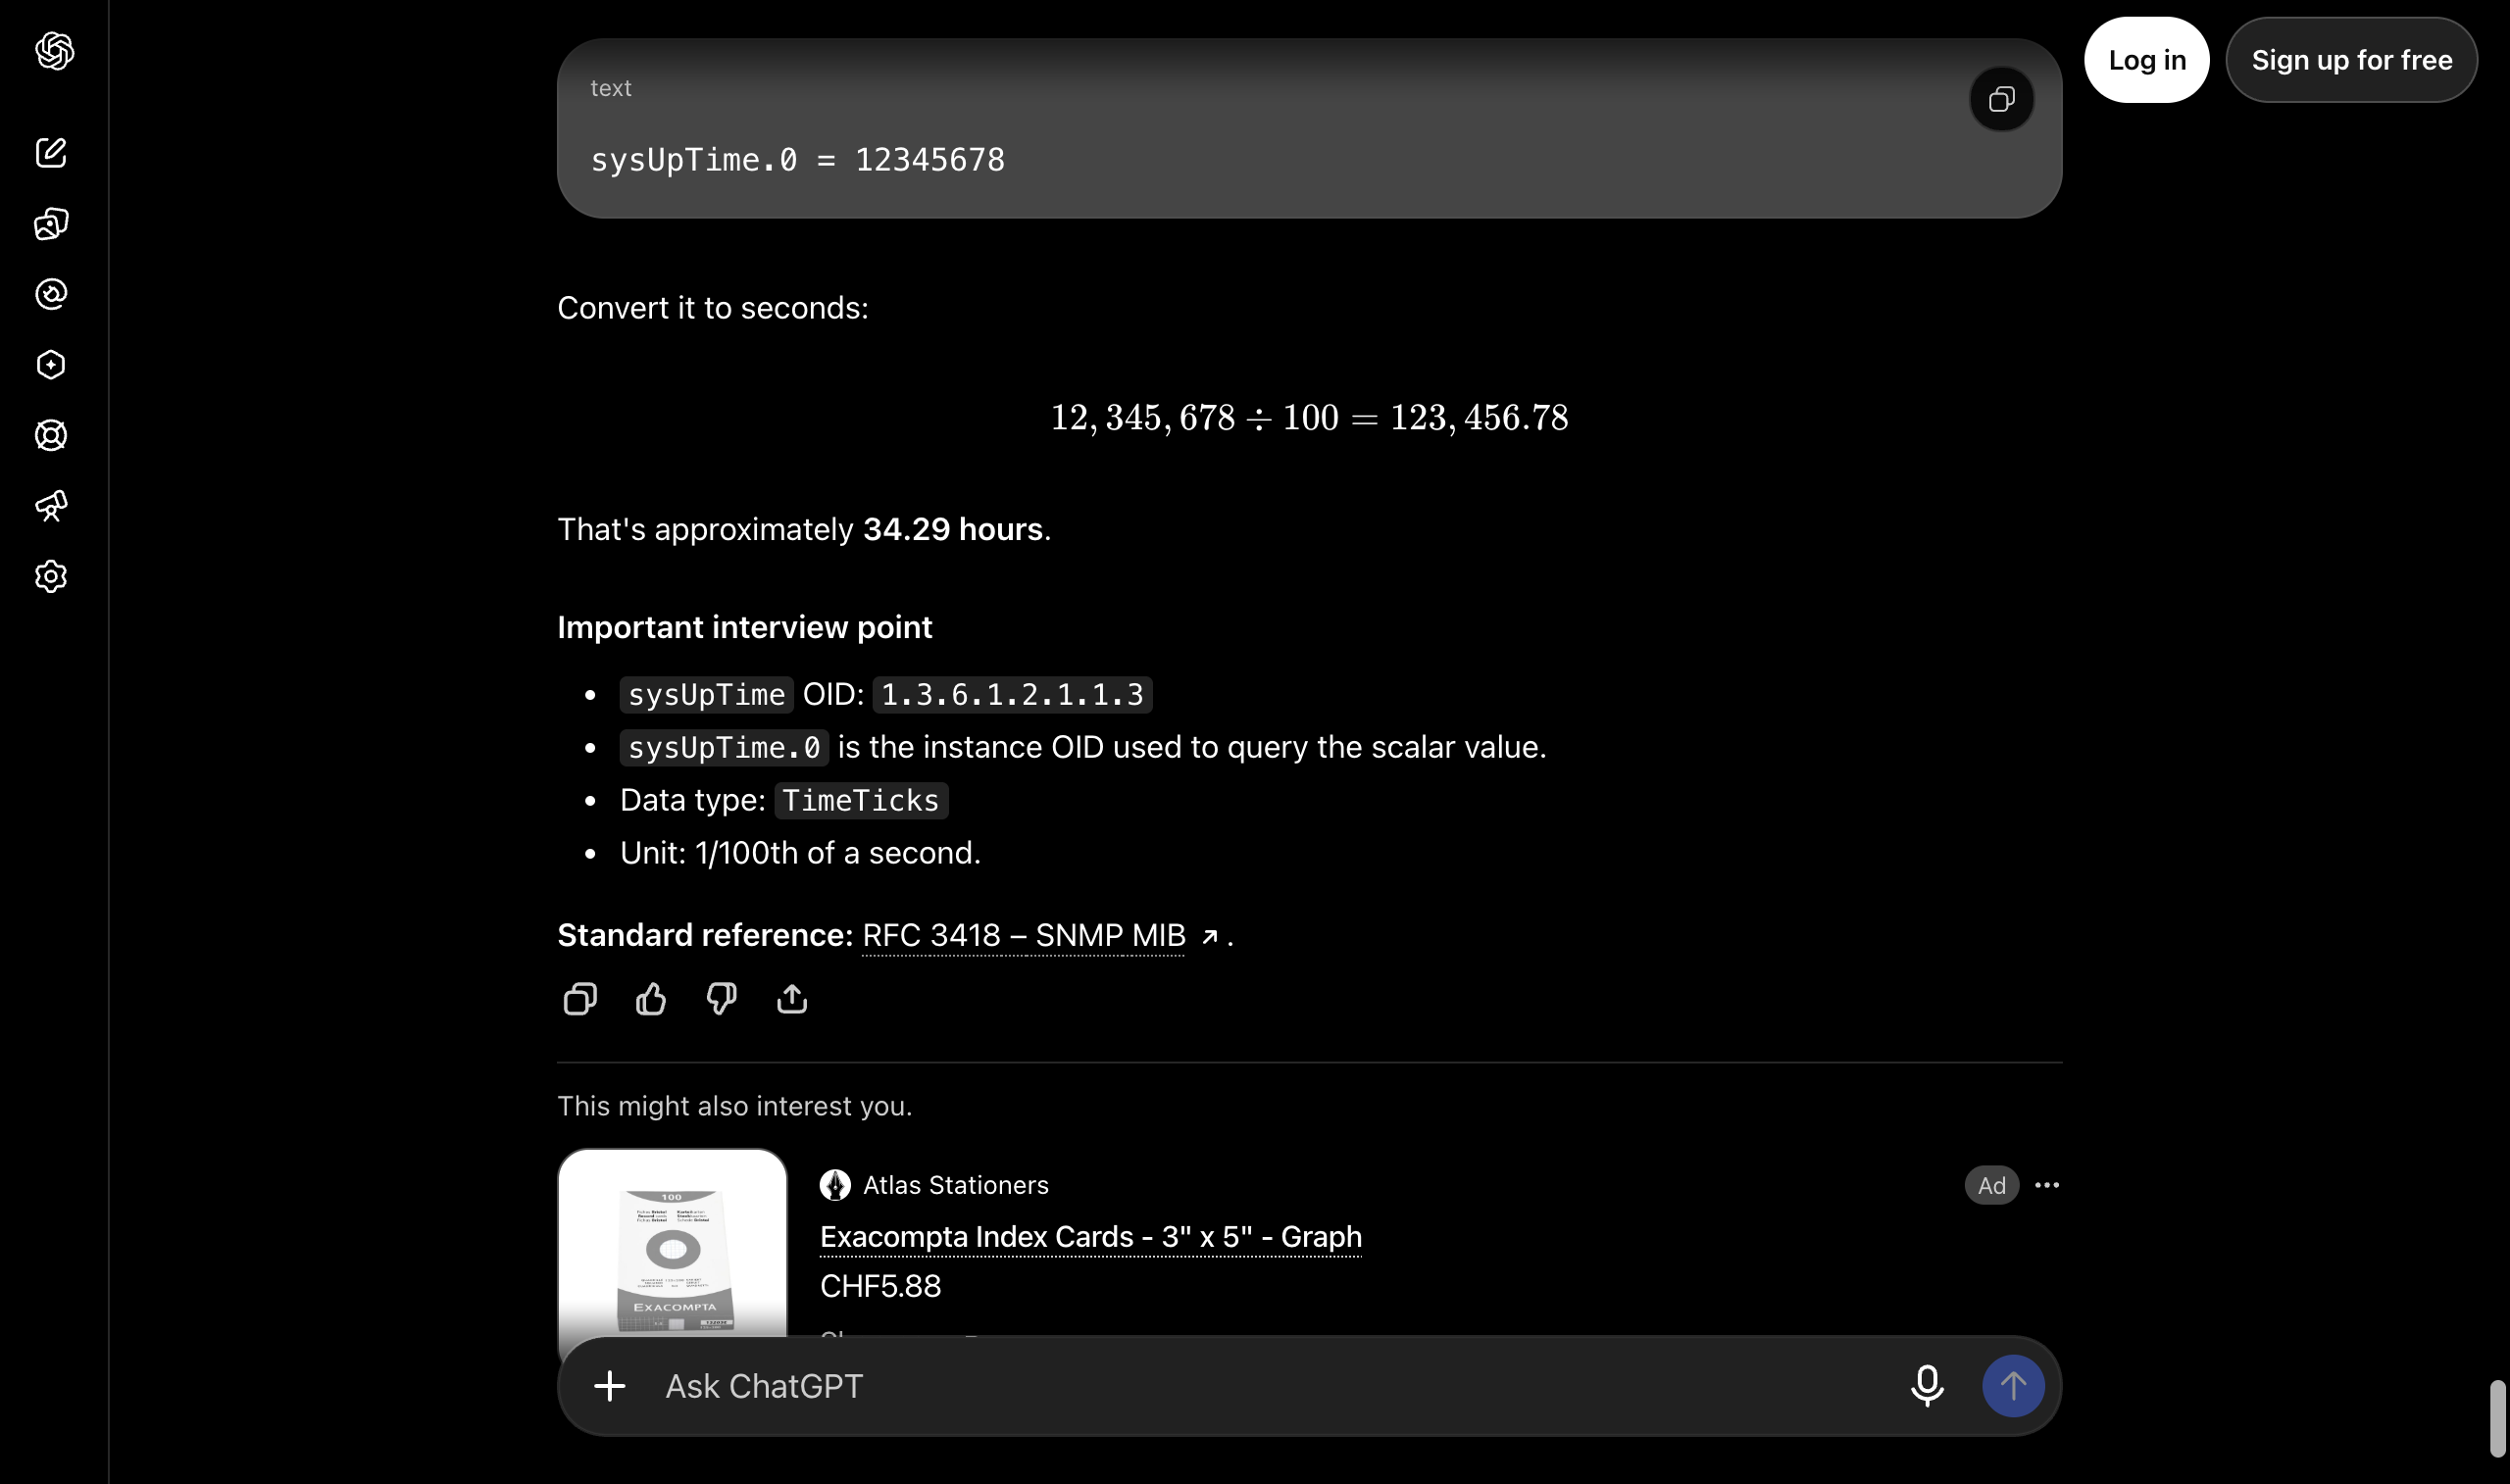 Log in
Sign up for free
text
sysUpTime.0 = 12345678
Convert it to seconds:
12,345,678 ÷ 100 = 123,456.78
That's approximately 34.29 hours.
Important interview point
• sysUpTime OID: 1.3.6.1.2.1.1.3
• sysUpTime.0 is the instance OID used to query the scalar value.
• Data type: TimeTicks
• Unit: 1/100th of a second.
Standard reference: RFC 3418 – SNMP MIB ↗ .
This might also interest you.
100
EXACOMPTA
Atlas Stationers
Ad
Exacompta Index Cards - 3" x 5" - Graph
CHF5.88
Ask ChatGPT